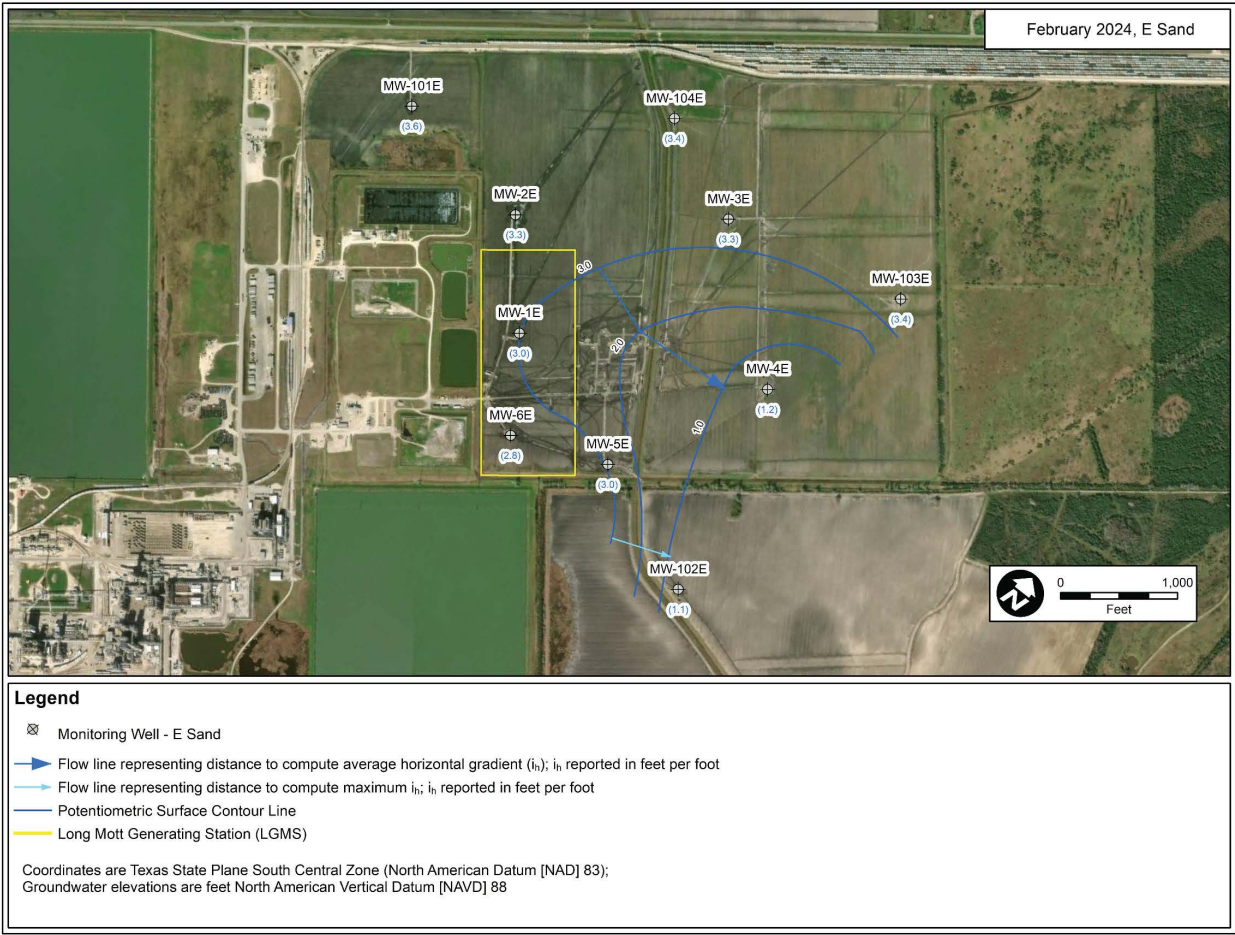 February 2024, E Sand
MW-101E
(3.6)
MW-104E
(3.4)
MW-2E
(3.3)
MW-3E
(3.3)
3.0
MW-103E
(3.4)
MW-1E
(3.0)
2.0
MW-4E
(1.2)
MW-6E
(2.8)
1.0
MW-5E
(3.0)
MW-102E
(1.1)
N
0 1,000
Feet
Legend
Monitoring Well - E Sand
Flow line representing distance to compute average horizontal gradient (iₕ); iₕ reported in feet per foot
Flow line representing distance to compute maximum iₕ; iₕ reported in feet per foot
Potentiometric Surface Contour Line
Long Mott Generating Station (LGMS)
Coordinates are Texas State Plane South Central Zone (North American Datum [NAD] 83);
Groundwater elevations are feet North American Vertical Datum [NAVD] 88